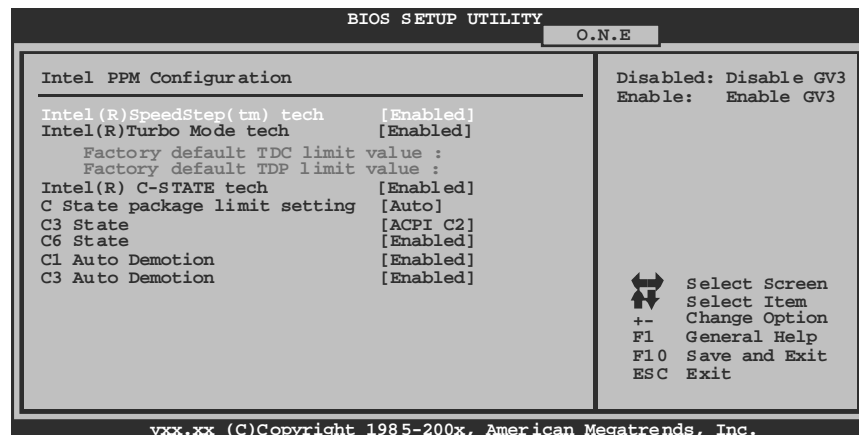 BIOS SETUP UTILITY
O.N.E
Intel PPM Configuration
Intel(R)SpeedStep(tm) tech [Enabled]
Intel(R)Turbo Mode tech [Enabled]
Factory default TDC limit value :
Factory default TDP limit value :
Intel(R) C-STATE tech [Enabled]
C State package limit setting [Auto]
C3 State [ACPI C2]
C6 State [Enabled]
C1 Auto Demotion [Enabled]
C3 Auto Demotion [Enabled]
Disabled: Disable GV3
Enable: Enable GV3
Select Screen
Select Item
+- Change Option
F1 General Help
F10 Save and Exit
ESC Exit
vxx.xx (C)Copyright 1985-200x, American Megatrends, Inc.